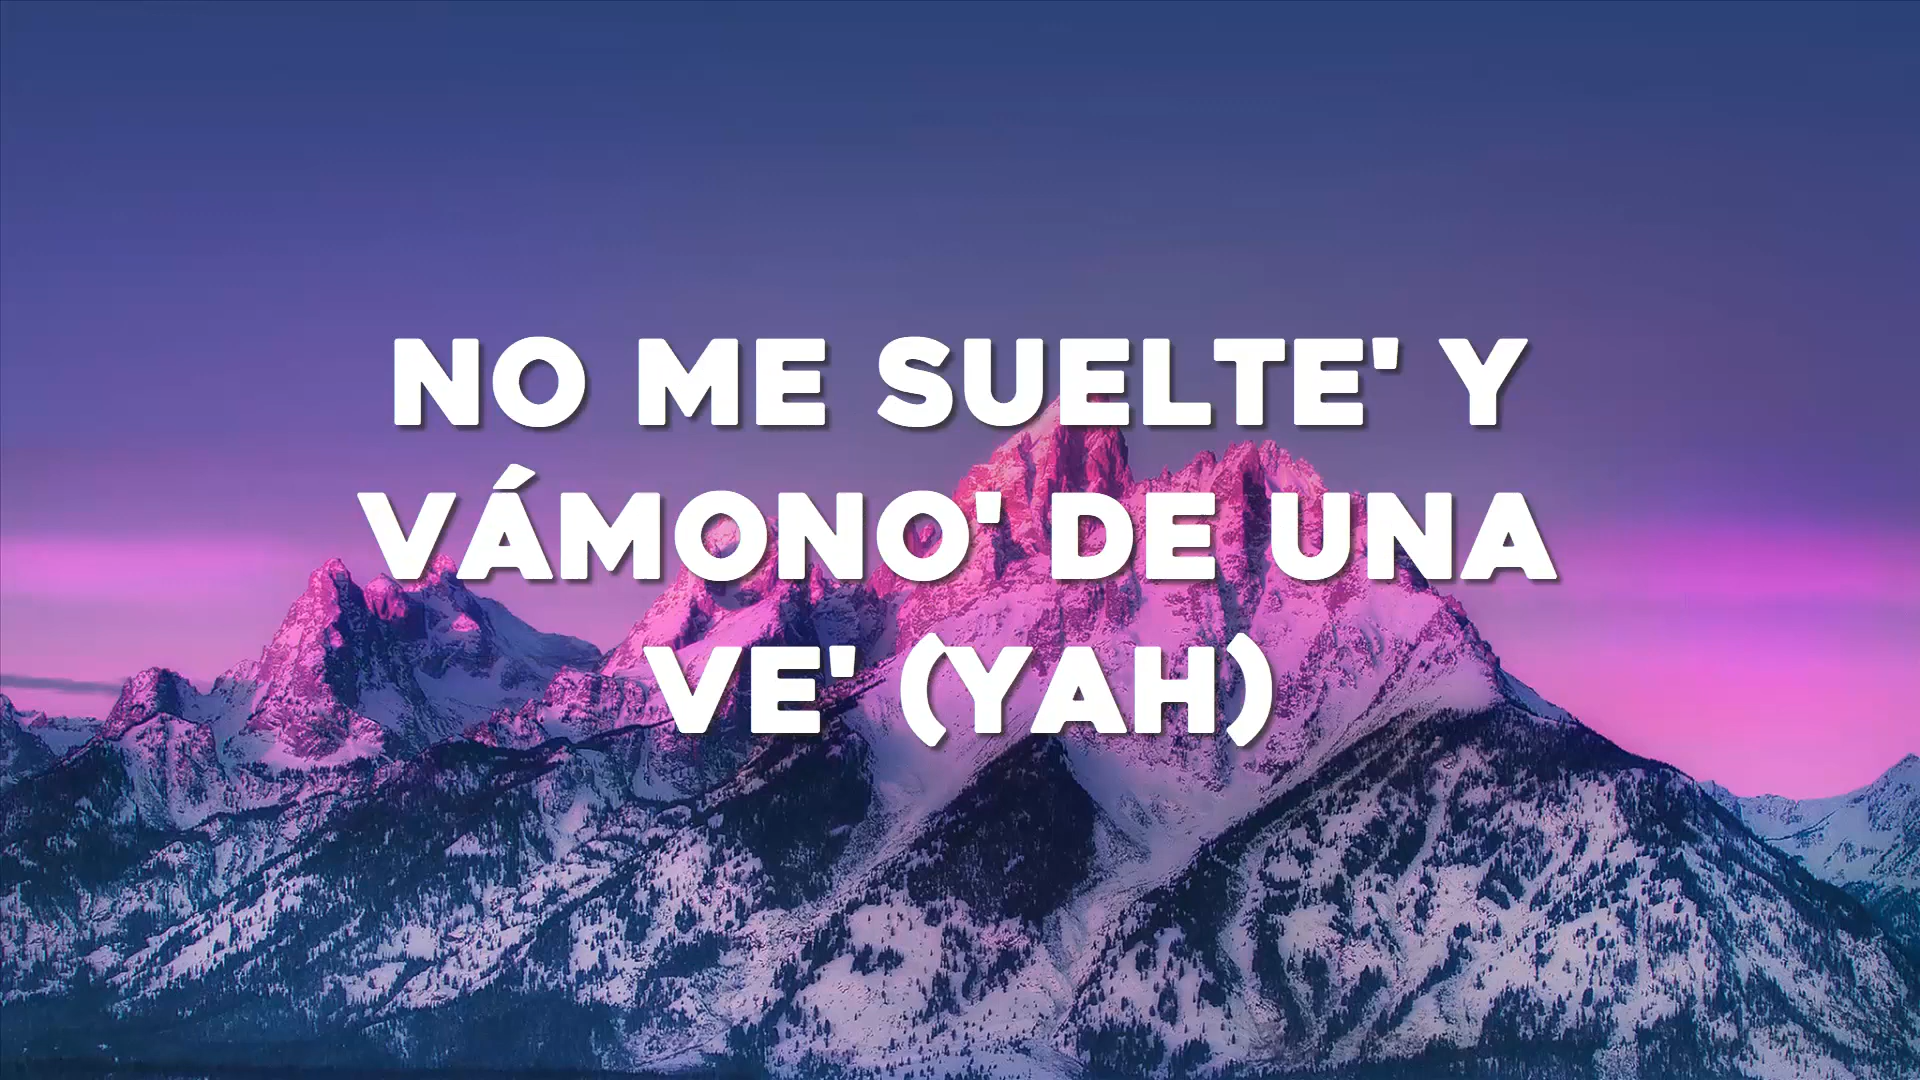 NO ME SUELTE' Y
VÁMONO' DE UNA
VE' (YAH)